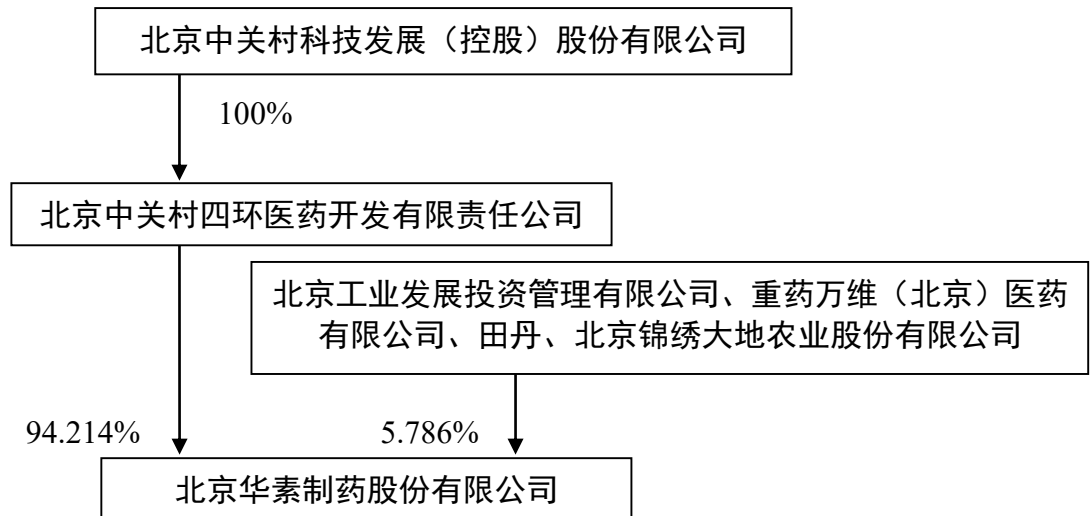 北京中关村科技发展（控股）股份有限公司
100%
北京中关村四环医药开发有限责任公司
北京工业发展投资管理有限公司、重药万维（北京）医药
有限公司、田丹、北京锦绣大地农业股份有限公司
94.214%
5.786%
北京华素制药股份有限公司